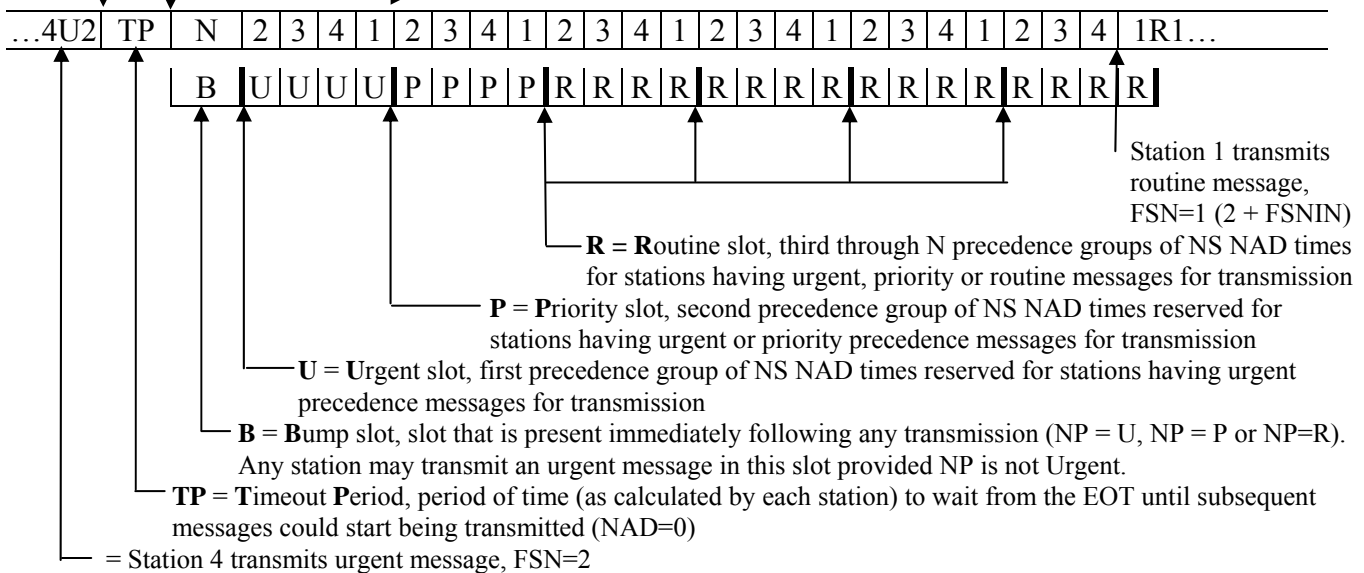 …4U2 TP N 2 3 4 1 2 3 4 1 2 3 4 1 2 3 4 1 2 3 4 1 2 3 4 1R1…
B U U U U P P P P R R R R R R R R R R R R R R R R
Station 1 transmits
routine message,
FSN=1 (2 + FSNIN)
R = Routine slot, third through N precedence groups of NS NAD times
for stations having urgent, priority or routine messages for transmission
P = Priority slot, second precedence group of NS NAD times reserved for
stations having urgent or priority precedence messages for transmission
U = Urgent slot, first precedence group of NS NAD times reserved for stations having urgent
precedence messages for transmission
B = Bump slot, slot that is present immediately following any transmission (NP = U, NP = P or NP=R).
Any station may transmit an urgent message in this slot provided NP is not Urgent.
TP = Timeout Period, period of time (as calculated by each station) to wait from the EOT until subsequent
messages could start being transmitted (NAD=0)
= Station 4 transmits urgent message, FSN=2